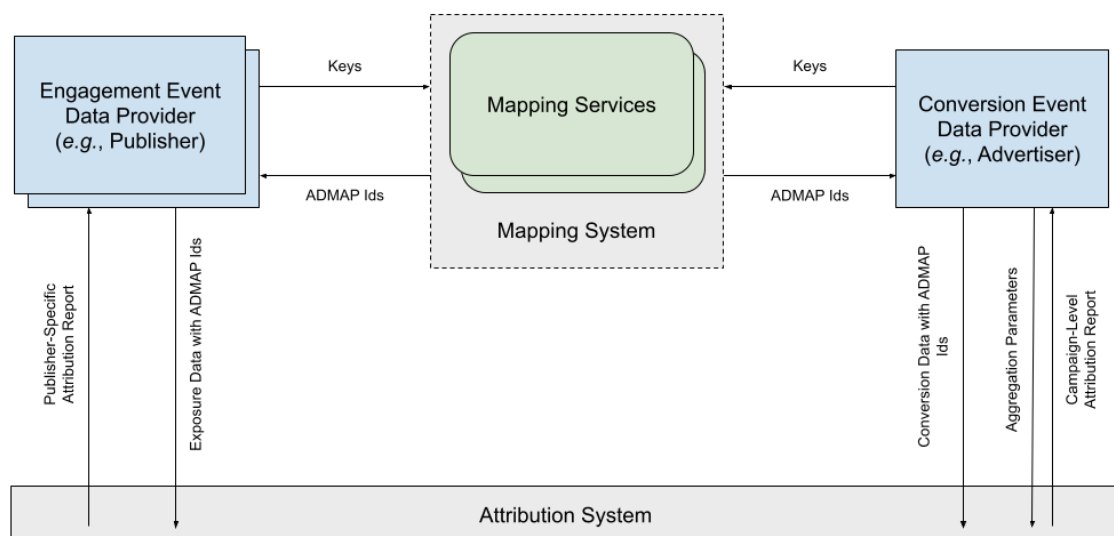 Engagement Event
Data Provider
(e.g., Publisher)
Keys
ADMAP Ids
Mapping Services
Mapping System
Keys
ADMAP Ids
Conversion Event
Data Provider
(e.g., Advertiser)
Publisher-Specific
Attribution Report
Exposure Data with ADMAP Ids
Conversion Data with ADMAP
Ids
Aggregation Parameters
Campaign-Level
Attribution Report
Attribution System